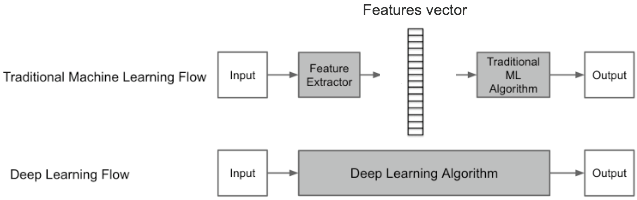 Features vector
Traditional Machine Learning Flow
Input
Feature
Extractor
Traditional
ML
Algorithm
Output
Deep Learning Flow
Input
Deep Learning Algorithm
Output